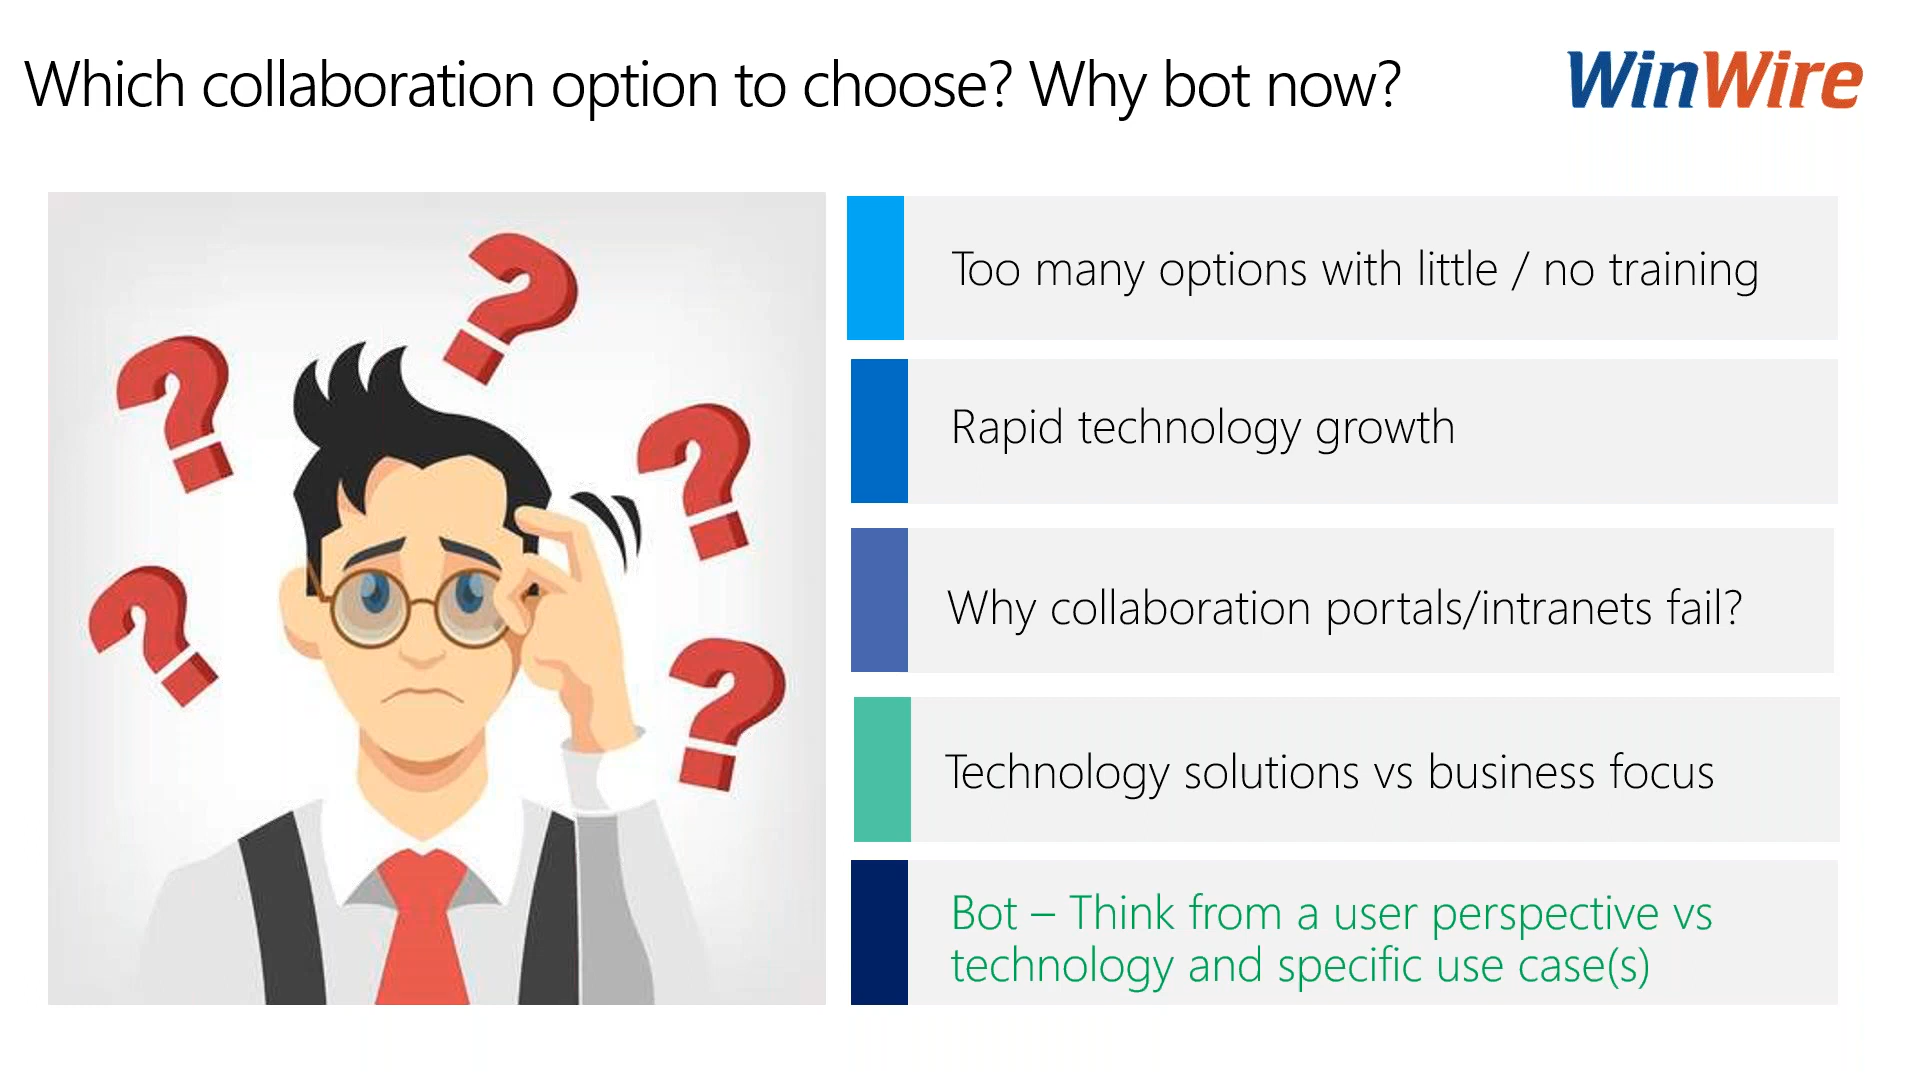 Which collaboration option to choose? Why bot now?
WinWire
Too many options with little / no training
Rapid technology growth
Why collaboration portals/intranets fail?
Technology solutions vs business focus
Bot – Think from a user perspective vs
technology and specific use case(s)